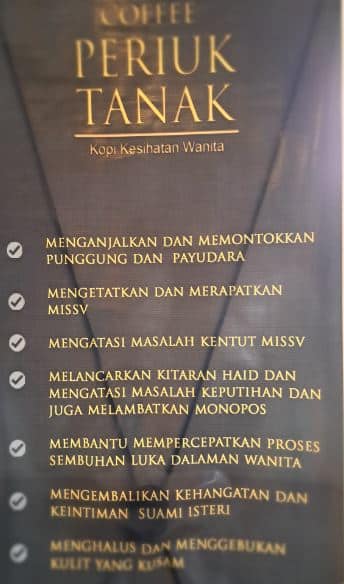 COFFEE
PERIUK
TANAK
Kopi Kesihatan Wanita
MENGANJALKAN DAN MEMONTOKKAN
PUNGGUNG DAN PAYUDARA
MENGETATKAN DAN MERAPATKAN
MISSV
MENGATASI MASALAH KENTUT MISSV
MELANCARKAN KITARAN HAID DAN
MENGATASI MASALAH KEPUTIHAN DAN
JUGA MELAMBATKAN MONOPOS
MEMBANTU MEMPERCEPATKAN PROSES
SEMBUHAN LUKA DALAMAN WANITA
MENGEMBALIKAN KEHANGATAN DAN
KEINTIMAN SUAMI ISTERI
MENGHALUS DAN MENGGEBUKAN
KULIT YANG KUSAM